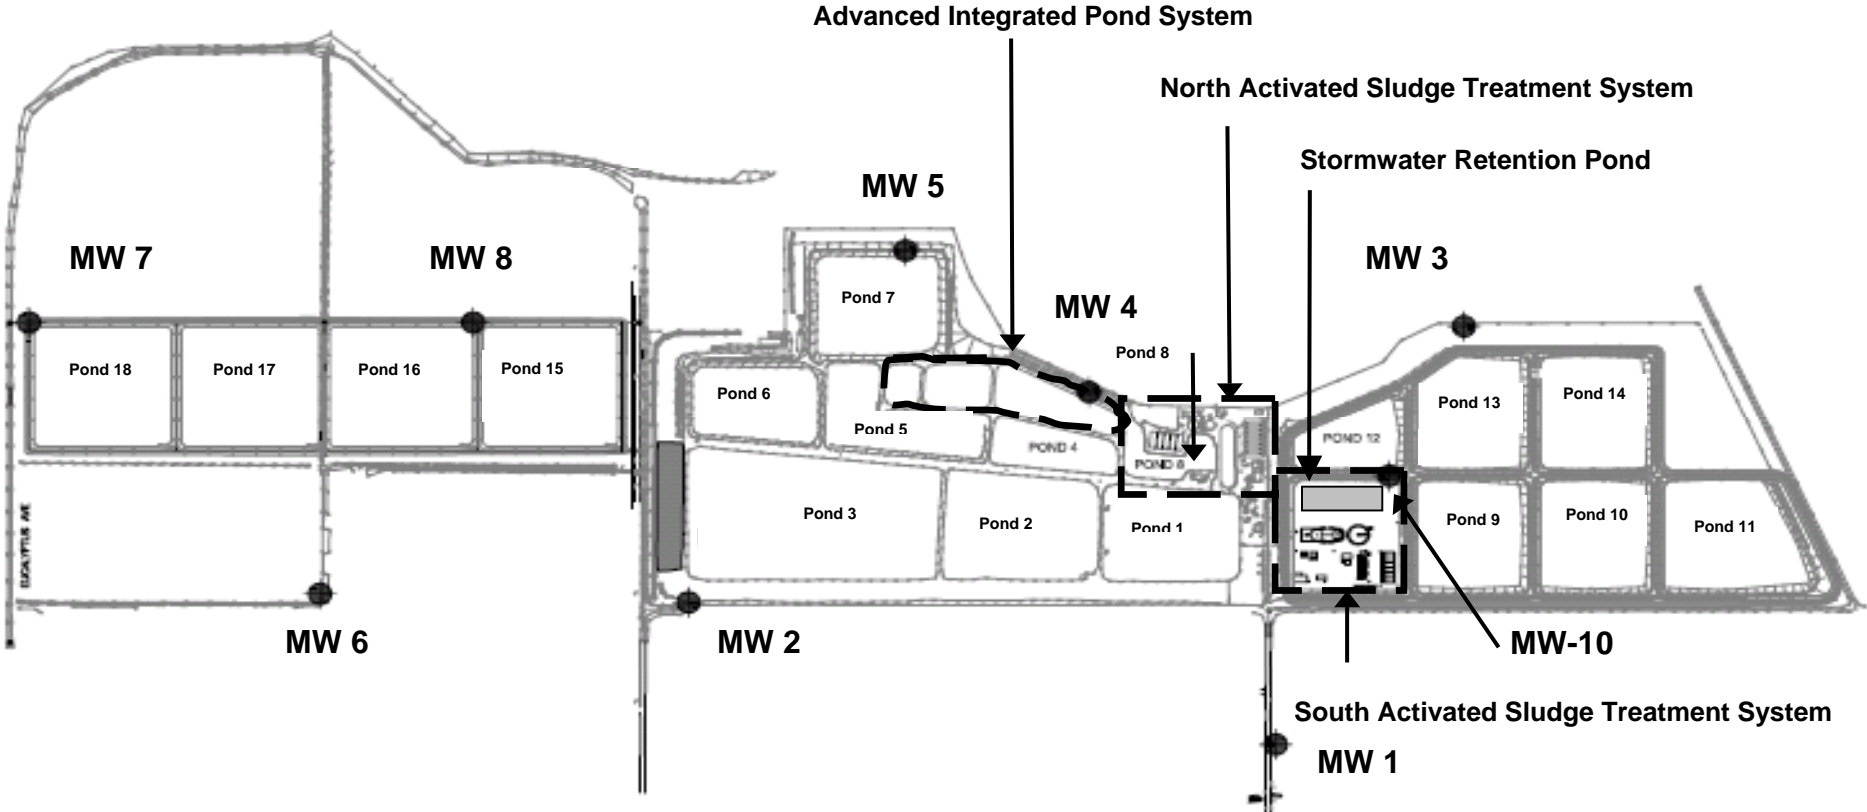 Advanced Integrated Pond System
North Activated Sludge Treatment System
Stormwater Retention Pond
MW 5
MW 7
MW 8
MW 3
Pond 7
MW 4
Pond 8
Pond 18
Pond 17
Pond 16
Pond 15
Pond 6
Pond 13
Pond 14
Pond 5
POND 4
POND 12
POND 8
Pond 3
Pond 2
Pond 1
Pond 9
Pond 10
Pond 11
EUCALYPTUS AVE
MW 6
MW 2
MW-10
South Activated Sludge Treatment System
MW 1